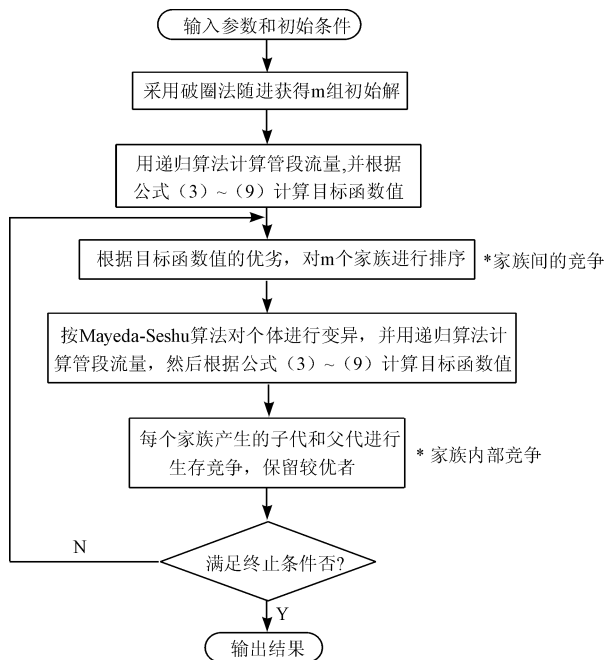 输入参数和初始条件
采用破圈法随进获得m组初始解
用递归算法计算管段流量,并根据
公式（3）~（9）计算目标函数值
根据目标函数值的优劣，对m个家族进行排序
*家族间的竞争
按Mayeda-Seshu算法对个体进行变异，并用递归算法计
算管段流量，然后根据公式（3）~（9）计算目标函数值
每个家族产生的子代和父代进行
生存竞争，保留较优者
* 家族内部竞争
N
满足终止条件否?
Y
输出结果